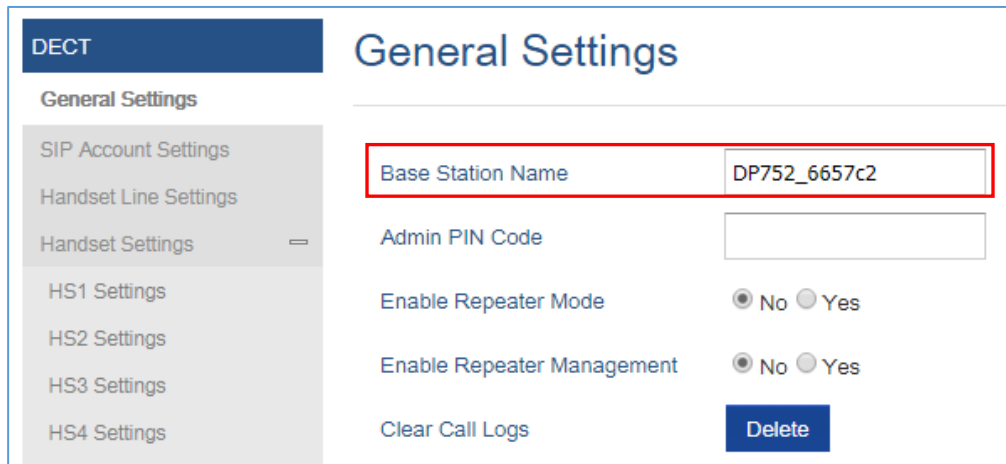 DECT
General Settings
SIP Account Settings
Handset Line Settings
Handset Settings
HS1 Settings
HS2 Settings
HS3 Settings
HS4 Settings
General Settings
Base Station Name DP752_6657c2
Admin PIN Code
Enable Repeater Mode No Yes
Enable Repeater Management No Yes
Clear Call Logs Delete